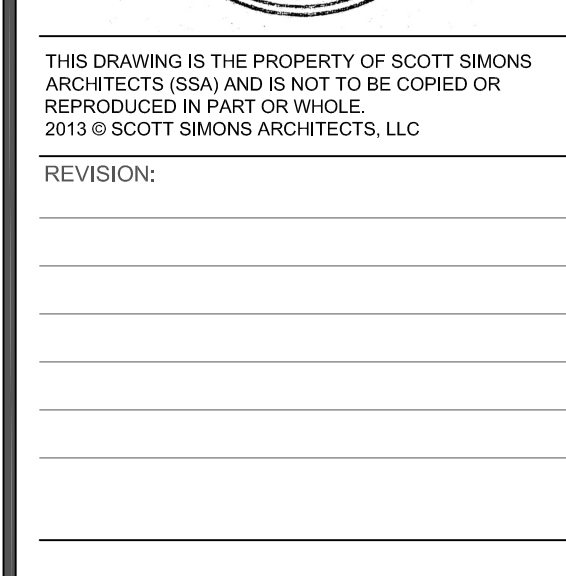 THIS DRAWING IS THE PROPERTY OF SCOTT SIMONS
ARCHITECTS (SSA) AND IS NOT TO BE COPIED OR
REPRODUCED IN PART OR WHOLE.
2013 © SCOTT SIMONS ARCHITECTS, LLC
REVISION: